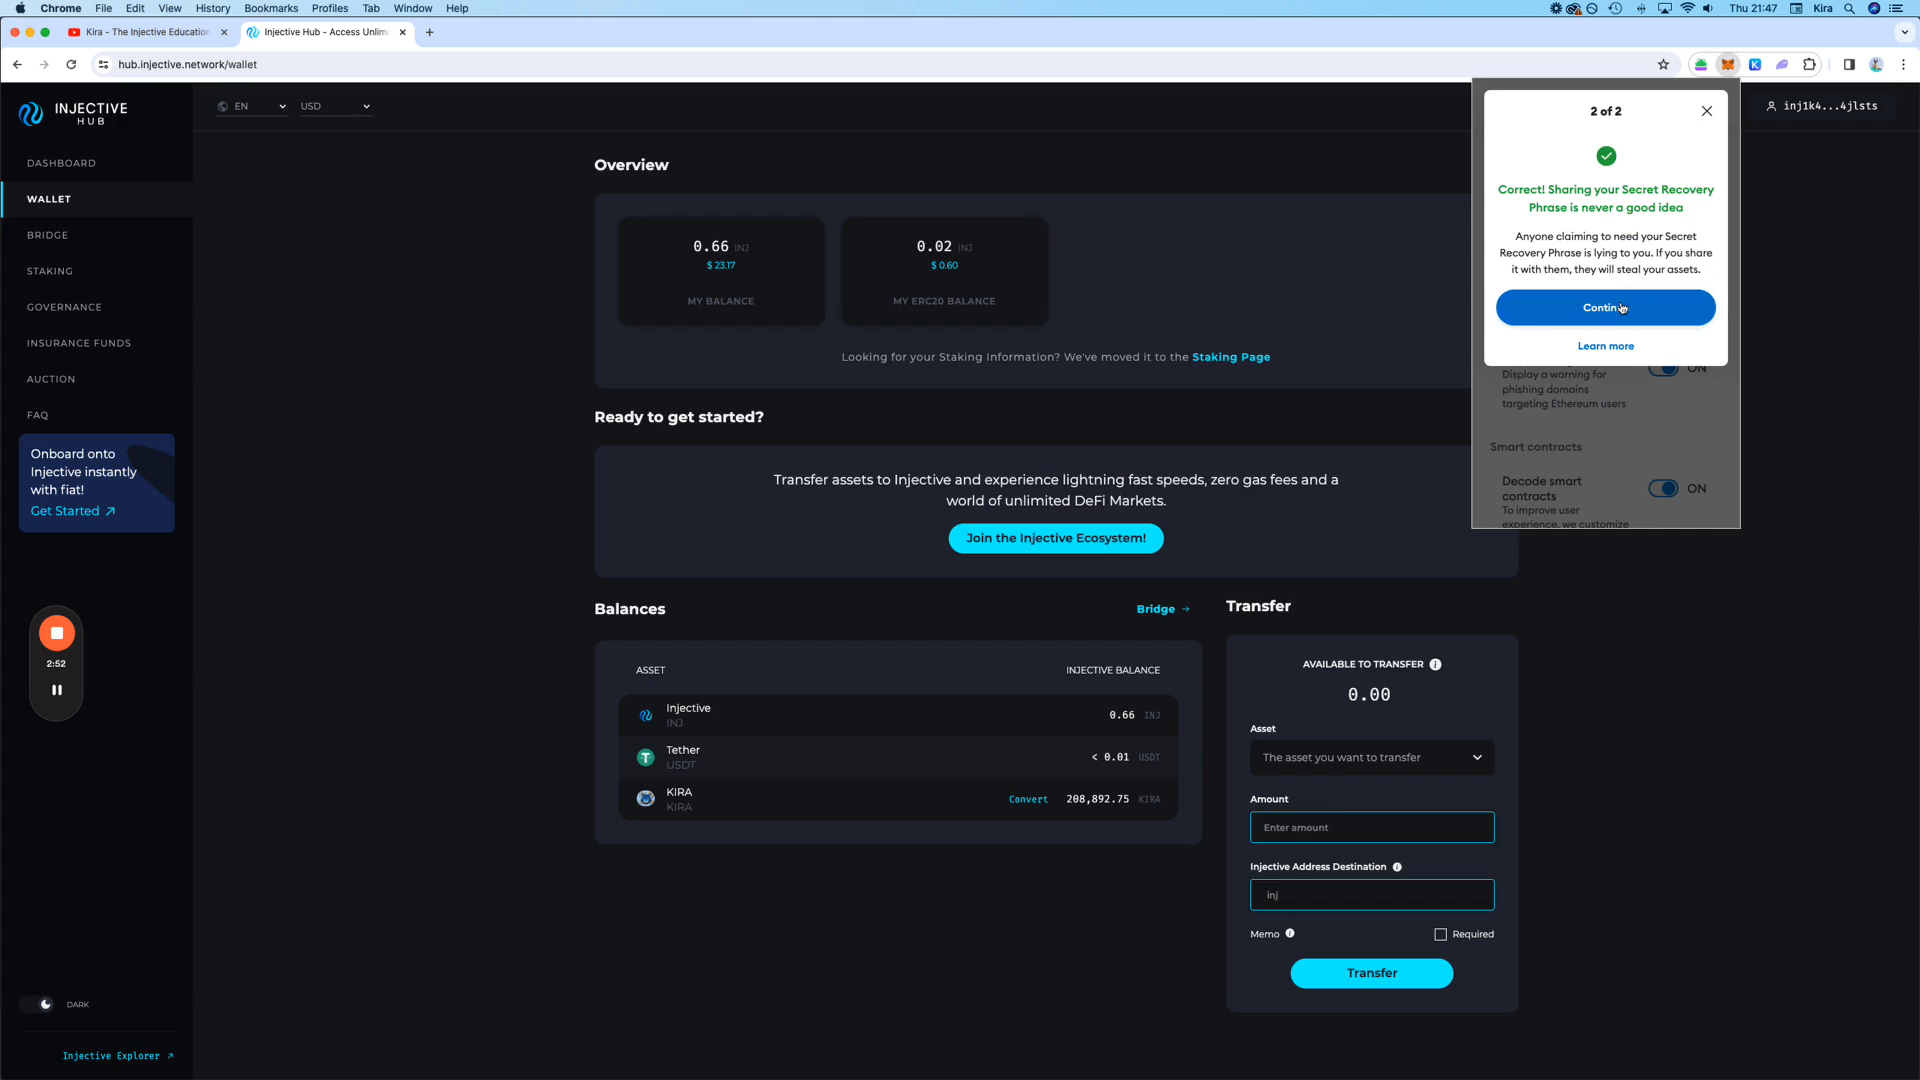 Chrome File Edit View History Bookmarks Profiles Tab Window Help Thu 21:47 Kira
Kira - The Injective Education
Injective Hub - Access Unlim
hub.injective.network/wallet
INJECTIVE
HUB
EN
USD
inj1k4...4jlsts
DASHBOARD
WALLET
BRIDGE
STAKING
GOVERNANCE
INSURANCE FUNDS
AUCTION
FAQ
Onboard onto
Injective instantly
with fiat!
Get Started
2:52
DARK
Injective Explorer
Overview
0.66 INJ
$ 23.17
MY BALANCE
0.02 INJ
$ 0.60
MY ERC20 BALANCE
Looking for your Staking Information? We've moved it to the Staking Page
Ready to get started?
Transfer assets to Injective and experience lightning fast speeds, zero gas fees and a
world of unlimited DeFi Markets.
Join the Injective Ecosystem!
Balances
Bridge
ASSET INJECTIVE BALANCE
Injective
INJ
0.66 INJ
Tether
USDT
< 0.01 USDT
KIRA
KIRA
Convert 208,892.75 KIRA
Transfer
AVAILABLE TO TRANSFER
0.00
Asset
The asset you want to transfer
Amount
Enter amount
Injective Address Destination
inj
Memo
Required
Transfer
2 of 2
Correct! Sharing your Secret Recovery
Phrase is never a good idea
Anyone claiming to need your Secret
Recovery Phrase is lying to you. If you share
it with them, they will steal your assets.
Contin
Learn more
Display a warning for
phishing domains
targeting Ethereum users
ON
Smart contracts
Decode smart
contracts
ON
To improve user
experience, we customize